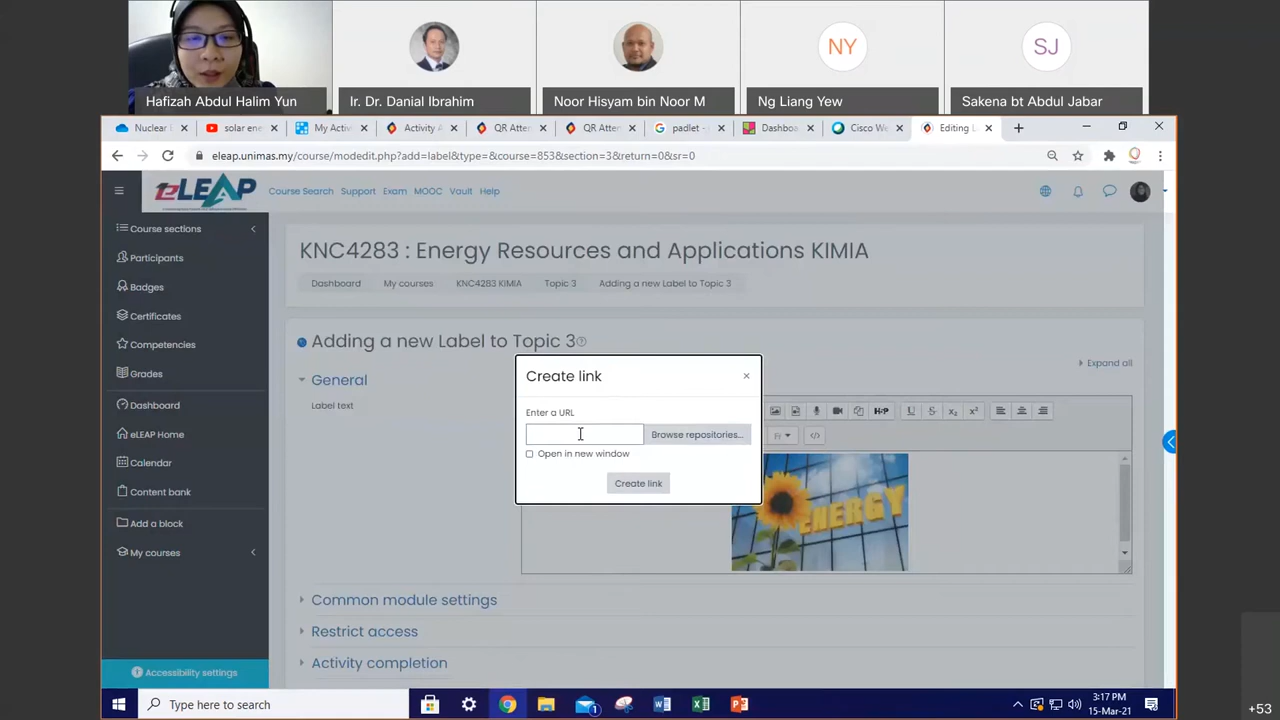 NY
SJ
Hafizah Abdul Halim Yun
Ir. Dr. Danial Ibrahim
Noor Hisyam bin Noor M
Ng Liang Yew
Sakena bt Abdul Jabar
Nuclear
solar ene
My Activ
Activity A
QR Atter
QR Atter
padlet -
Dashboa
Cisco We
Editing L
eleap.unimas.my/course/modedit.php?add=label&type=&course=853&section=3&return=0&sr=0
eLEAP
Course Search
Support
Exam
MOOC
Vault
Help
Course sections
Participants
Badges
Certificates
Competencies
Grades
Dashboard
eLEAP Home
Calendar
Content bank
Add a block
My courses
Accessibility settings
KNC4283 : Energy Resources and Applications KIMIA
Dashboard
My courses
KNC4283 KIMIA
Topic 3
Adding a new Label to Topic 3
Adding a new Label to Topic 3
Expand all
General
Label text
H-P
Create link
Enter a URL
Browse repositories...
Open in new window
Create link
ENERGY
Common module settings
Restrict access
Activity completion
Type here to search
3:17 PM
15-Mar-21
+53